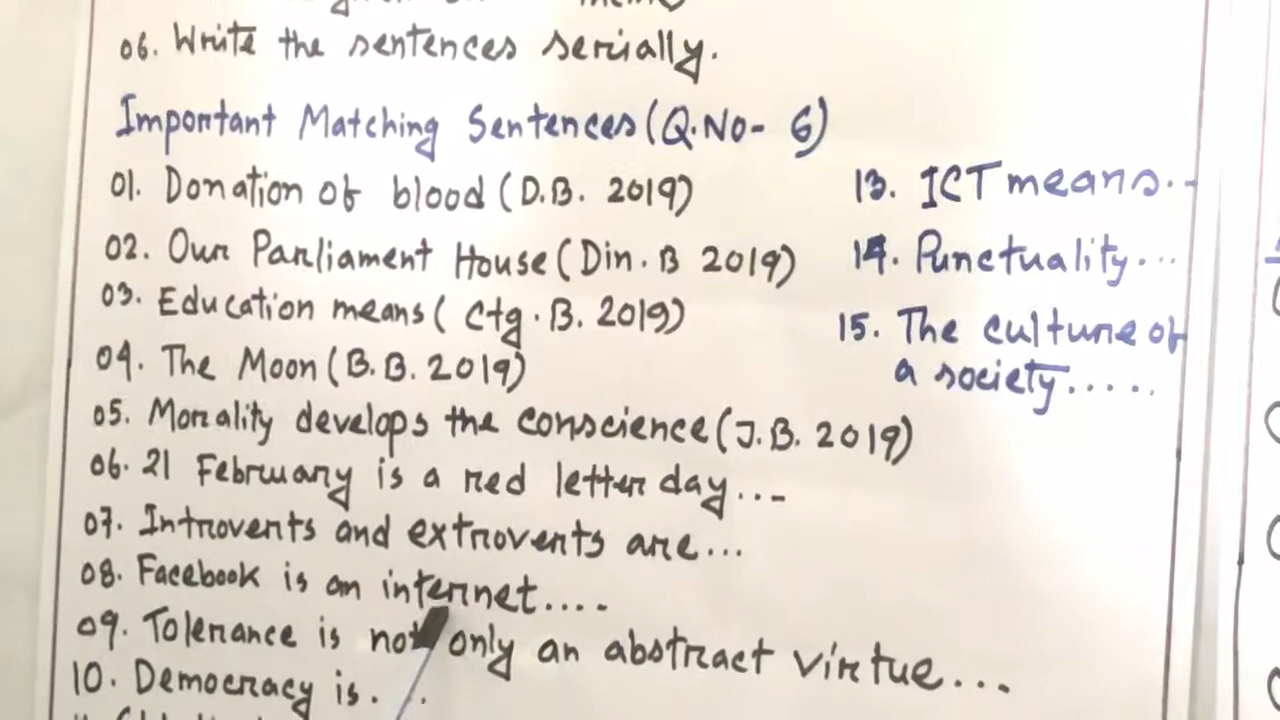 06. Write the sentences serially.
Important Matching Sentences (Q.No- 6)
01. Donation of blood (D.B. 2019)
02. Our Parliament House (Din. B 2019)
03. Education means ( Ctg. B. 2019)
04. The Moon (B.B. 2019)
05. Morality develops the conscience (J.B. 2019)
06. 21 February is a red letter day...-
07. Introverts and extroverts are...
08. Facebook is an internet....
09. Tolerance is not only an abstract virtue...
10. Democracy is. . .
13. ICT means..-
14. Punctuality...
15. The culture of
a society.....